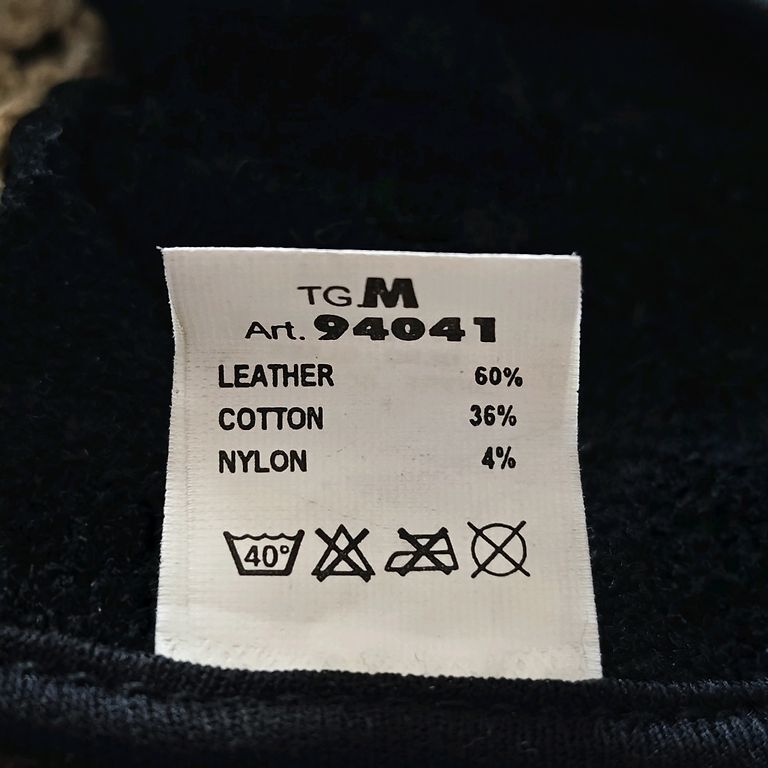 TG.M
Art. 94041
LEATHER 60%
COTTON 36%
NYLON 4%
40°